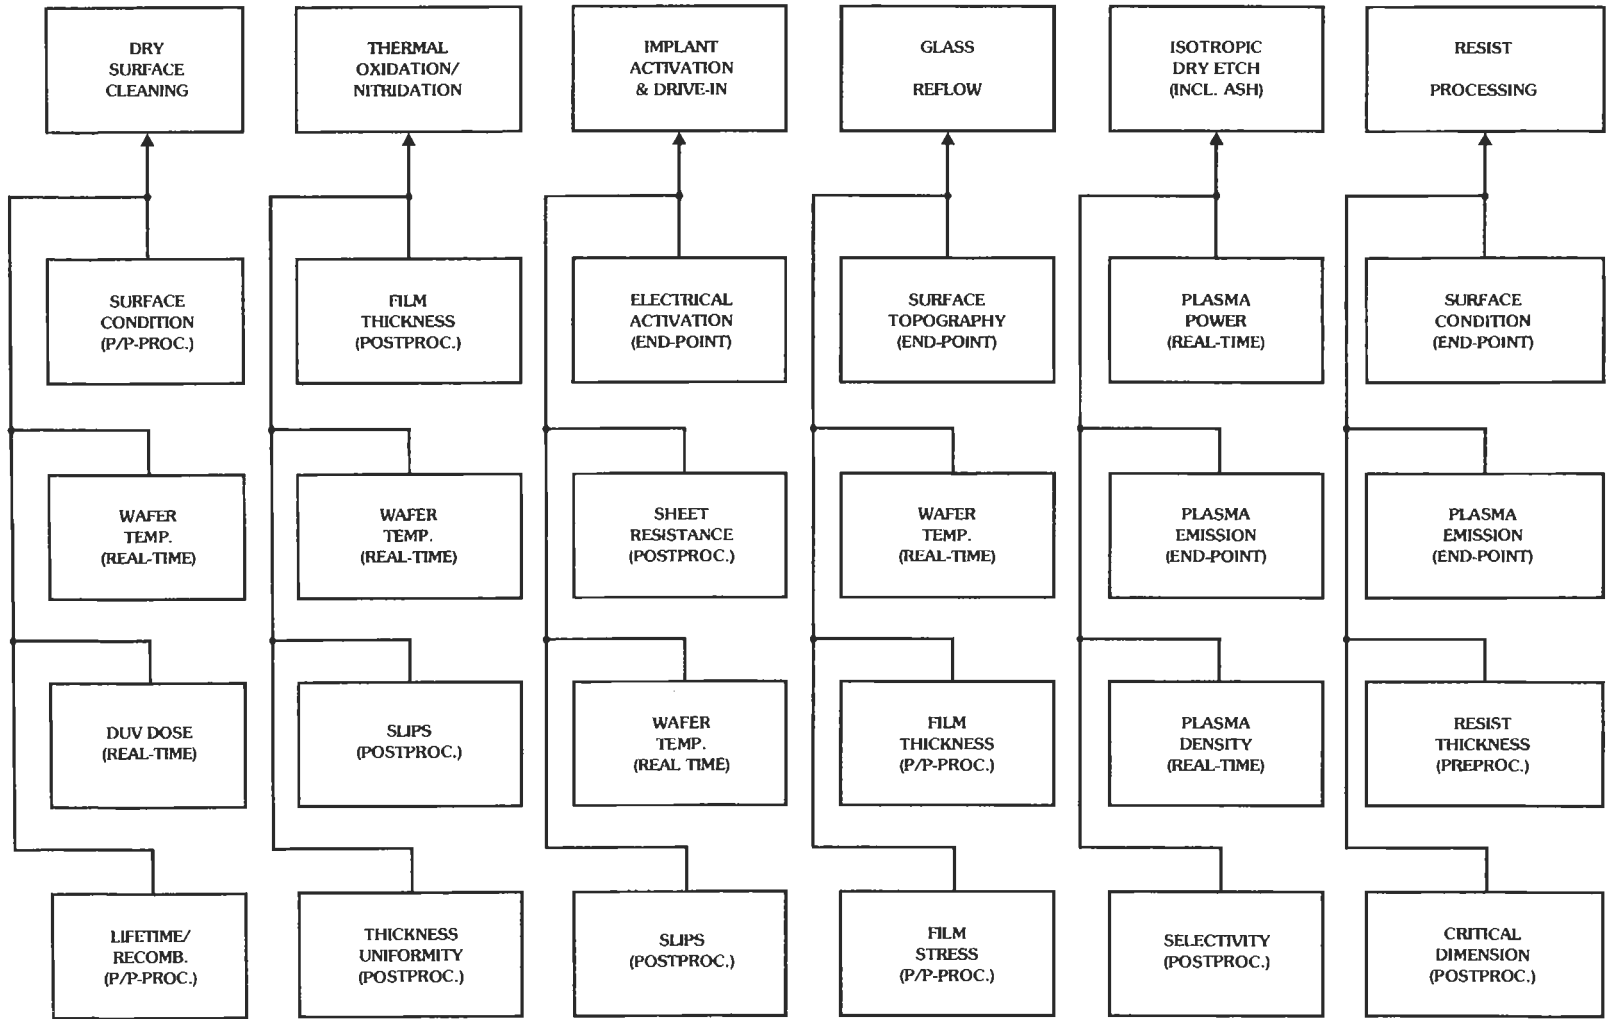 DRY
SURFACE
CLEANING
THERMAL
OXIDATION/
NITRIDATION
IMPLANT
ACTIVATION
& DRIVE-IN
GLASS
REFLOW
ISOTROPIC
DRY ETCH
(INCL. ASH)
RESIST
PROCESSING
SURFACE
CONDITION
(P/P-PROC.)
FILM
THICKNESS
(POSTPROC.)
ELECTRICAL
ACTIVATION
(END-POINT)
SURFACE
TOPOGRAPHY
(END-POINT)
PLASMA
POWER
(REAL-TIME)
SURFACE
CONDITION
(END-POINT)
WAFER
TEMP.
(REAL-TIME)
WAFER
TEMP.
(REAL-TIME)
SHEET
RESISTANCE
(POSTPROC.)
WAFER
TEMP.
(REAL-TIME)
PLASMA
EMISSION
(END-POINT)
PLASMA
EMISSION
(END-POINT)
DUV DOSE
(REAL-TIME)
SLIPS
(POSTPROC.)
WAFER
TEMP.
(REAL TIME)
FILM
THICKNESS
(P/P-PROC.)
PLASMA
DENSITY
(REAL-TIME)
RESIST
THICKNESS
(PREPROC.)
LIFETIME/
RECOMB.
(P/P-PROC.)
THICKNESS
UNIFORMITY
(POSTPROC.)
SLIPS
(POSTPROC.)
FILM
STRESS
(P/P-PROC.)
SELECTIVITY
(POSTPROC.)
CRITICAL
DIMENSION
(POSTPROC.)